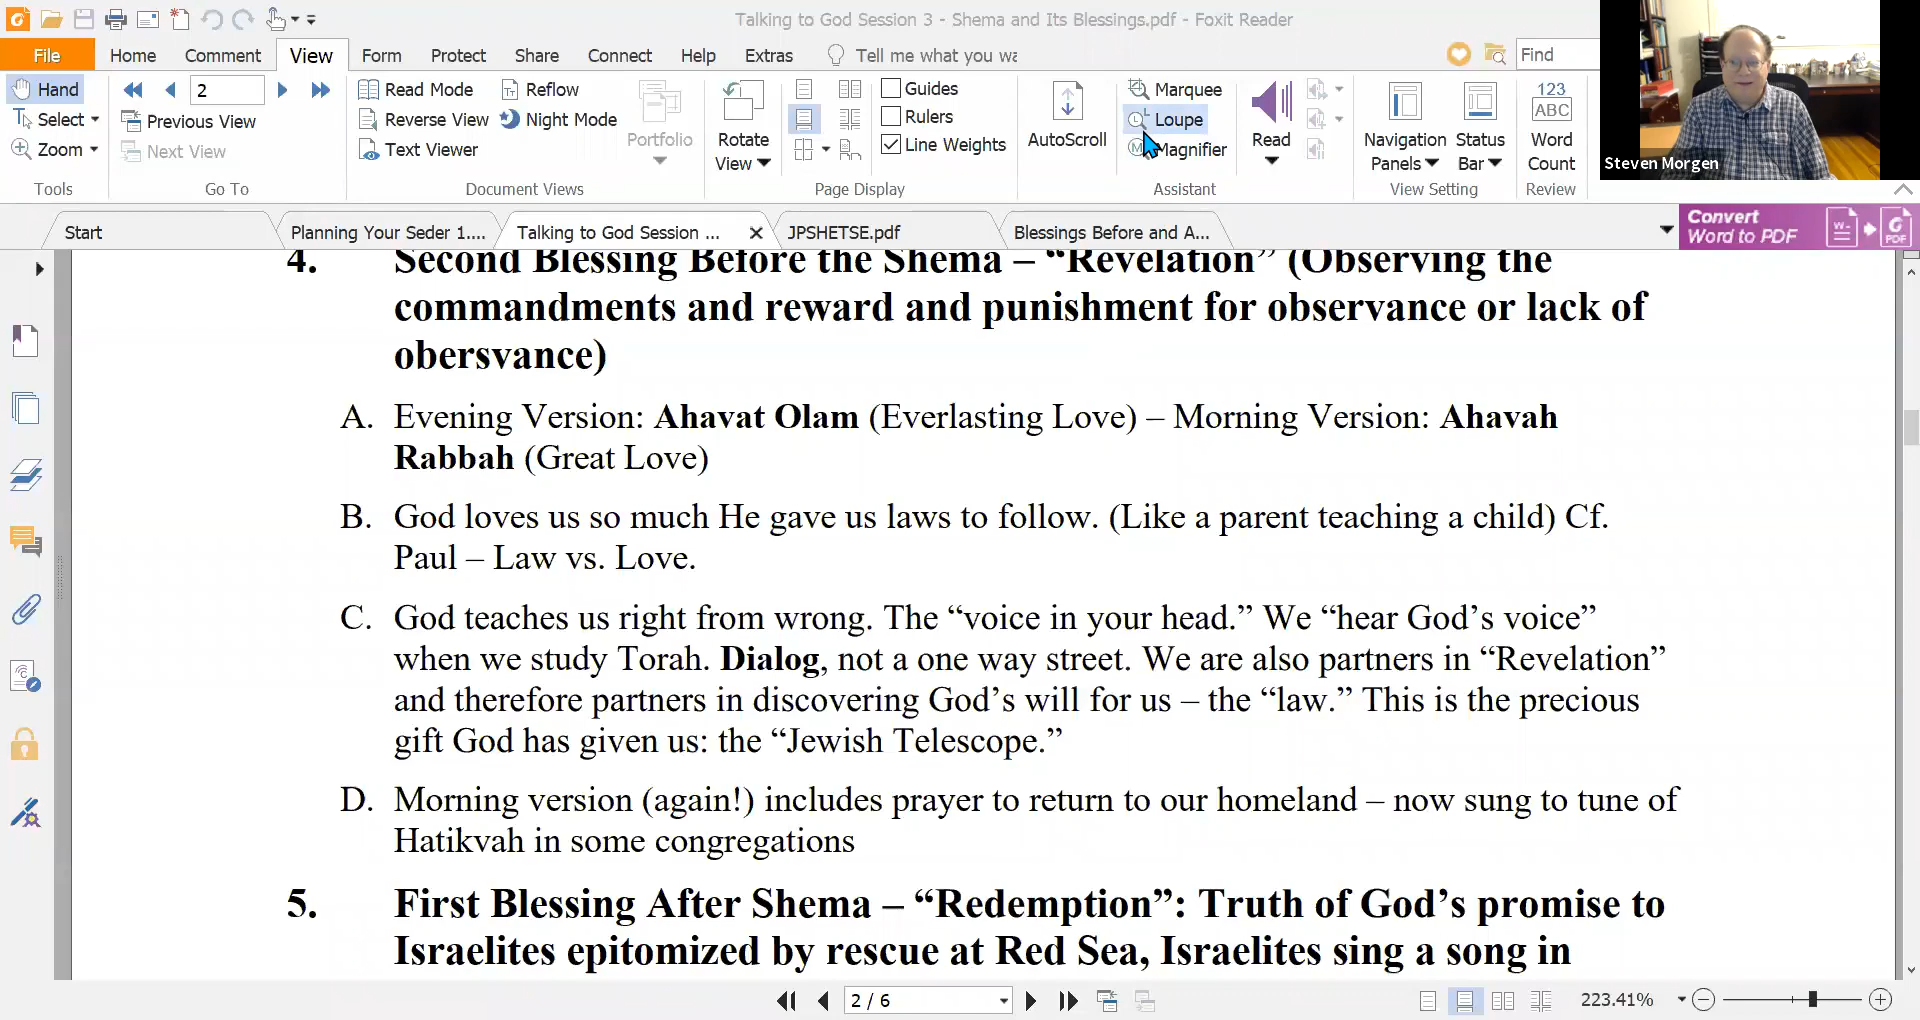 Talking to God Session 3 - Shema and Its Blessings.pdf - Foxit Reader
File Home Comment View Form Protect Share Connect Help Extras Tell me what you wa Find
Hand 2 Read Mode Reflow Guides Marquee 123
Select Previous View Reverse View Night Mode Rulers Loupe ABC
Zoom Next View Text Viewer Portfolio Rotate View Line Weights AutoScroll Magnifier Read Navigation Panels Status Bar Word Count
Tools Go To Document Views Page Display Assistant View Setting Review
Steven Morgen
Start Planning Your Seder 1.... Talking to God Session ... JPSHETSE.pdf Blessings Before and A...
Convert
Word to PDF
4. Second Blessing Before the Shema – “Revelation” (Observing the
commandments and reward and punishment for observance or lack of
obersvance)
A. Evening Version: Ahavat Olam (Everlasting Love) – Morning Version: Ahavah
Rabbah (Great Love)
B. God loves us so much He gave us laws to follow. (Like a parent teaching a child) Cf.
Paul – Law vs. Love.
C. God teaches us right from wrong. The “voice in your head.” We “hear God’s voice”
when we study Torah. Dialog, not a one way street. We are also partners in “Revelation”
and therefore partners in discovering God’s will for us – the “law.” This is the precious
gift God has given us: the “Jewish Telescope.”
D. Morning version (again!) includes prayer to return to our homeland – now sung to tune of
Hatikvah in some congregations
5. First Blessing After Shema – “Redemption”: Truth of God’s promise to
Israelites epitomized by rescue at Red Sea, Israelites sing a song in
2 / 6 223.41%